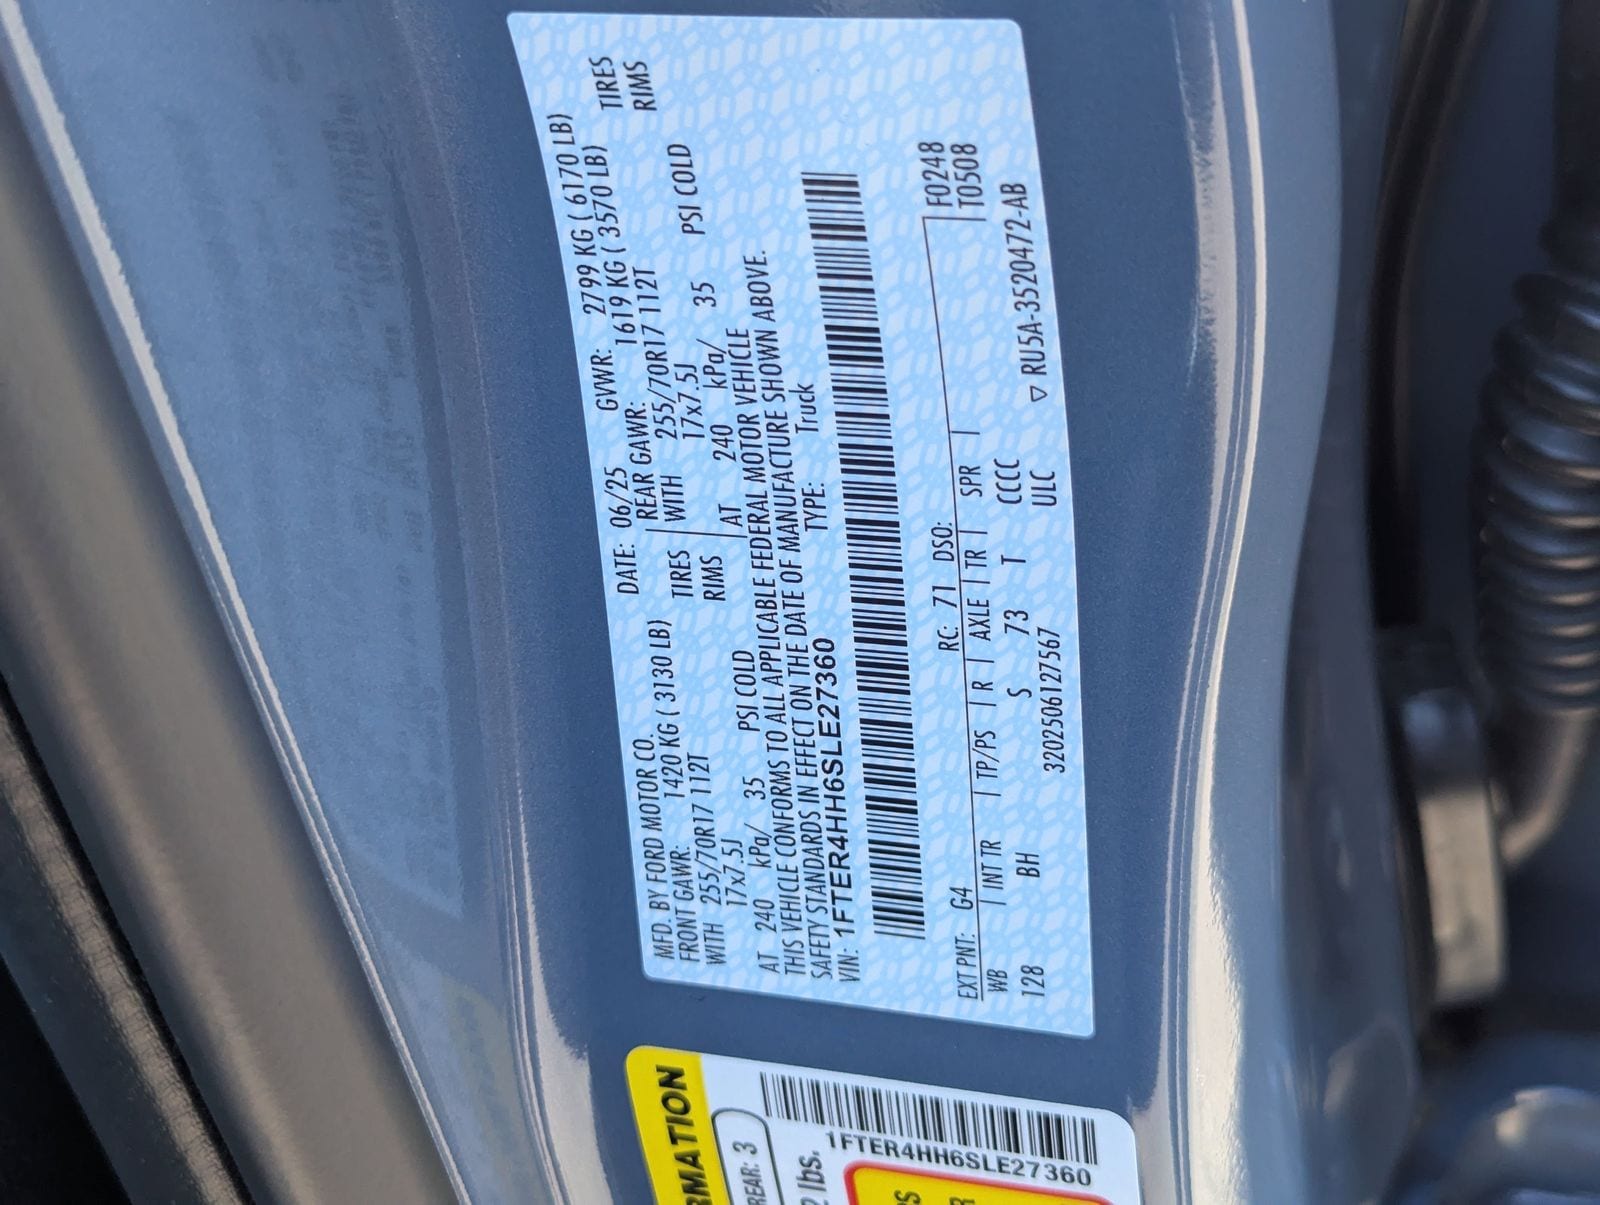 MFD. BY FORD MOTOR CO. DATE: 06/25 GVWR: 2799 KG ( 6170 LB)
FRONT GAWR: 1420 KG ( 3130 LB) REAR GAWR: 1619 KG ( 3570 LB)
WITH 255/70R17 112T TIRES WITH 255/70R17 112T TIRES
17x7.5J RIMS 17x7.5J RIMS
AT 240 kPa/ 35 PSI COLD AT 240 kPa/ 35 PSI COLD
THIS VEHICLE CONFORMS TO ALL APPLICABLE FEDERAL MOTOR VEHICLE
SAFETY STANDARDS IN EFFECT ON THE DATE OF MANUFACTURE SHOWN ABOVE.
VIN: 1FTER4HH6SLE27360 TYPE: Truck
EXT PNT: G4 RC: 71 DSO: F0248
WB | INT TR | TP/PS | R | AXLE | TR | SPR | T0508
128 BH S 73 T CCCC
3202506127567 ULC ▽ RU5A-3520472-AB
RMATION
REAR: 3
lbs.
1FTER4HH6SLE27360